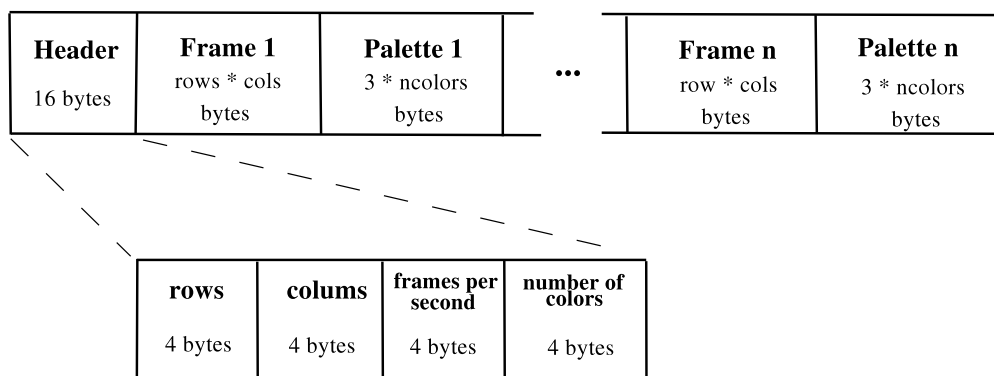 Header
16 bytes
Frame 1
rows * cols
bytes
Palette 1
3 * ncolors
bytes
...
Frame n
row * cols
bytes
Palette n
3 * ncolors
bytes
rows
4 bytes
colums
4 bytes
frames per
second
4 bytes
number of
colors
4 bytes